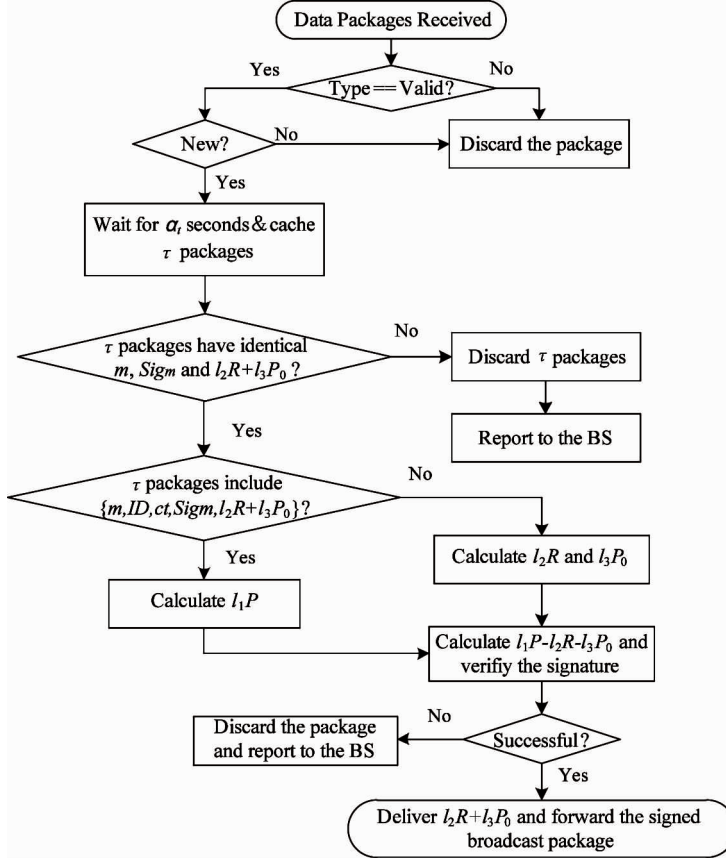 Data Packages Received
Yes
Type==Valid?
No
New?
No
Discard the package
Yes
Wait for αt seconds & cache
τ packages
No
τ packages have identical
m, Sigm and l2R+l3P0 ?
Discard τ packages
Yes
Report to the BS
τ packages include
{m,ID,ct,Sigm,l2R+l3P0}?
No
Yes
Calculate l2R and l3P0
Calculate l1P
Calculate l1P-l2R-l3P0 and
verifiy the signature
Discard the package
and report to the BS
No
Successful?
Yes
Deliver l2R+l3P0 and forward the signed
broadcast package